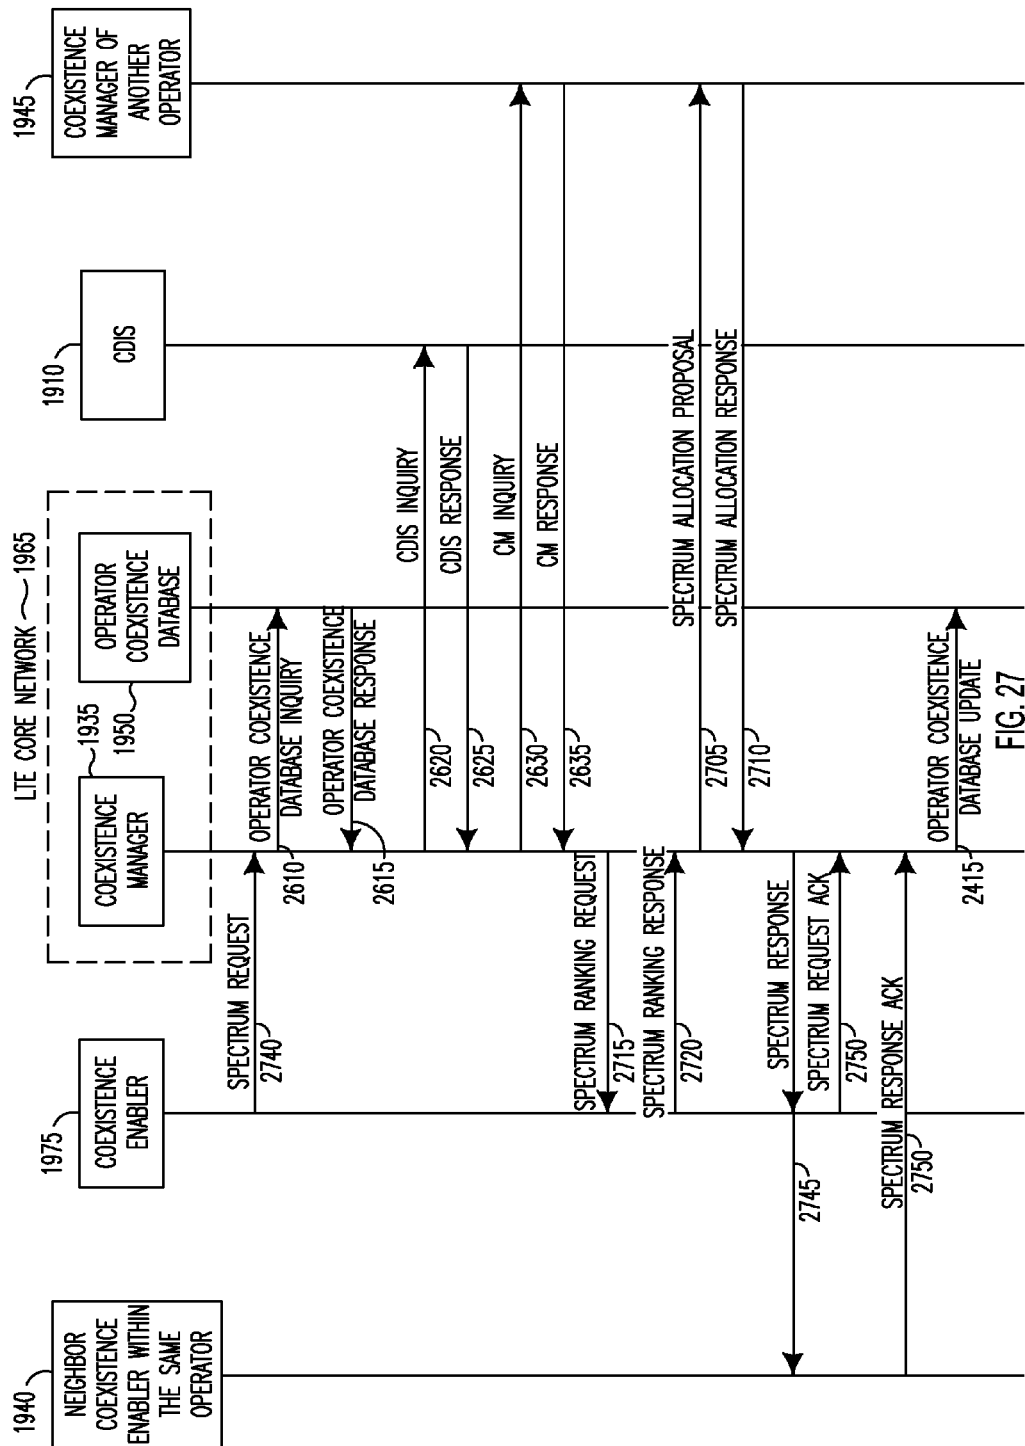 1940
NEIGHBOR
COEXISTENCE
ENABLER WITHIN
THE SAME
OPERATOR
1975
COEXISTENCE
ENABLER
LTE CORE NETWORK 1965
1935
COEXISTENCE
MANAGER
1950
OPERATOR
COEXISTENCE
DATABASE
1910
CDIS
1945
COEXISTENCE
MANAGER OF
ANOTHER
OPERATOR
SPECTRUM REQUEST
2740
OPERATOR COEXISTENCE
DATABASE INQUIRY
2610
OPERATOR COEXISTENCE
DATABASE RESPONSE
2615
CDIS INQUIRY
2620
CDIS RESPONSE
2625
CM INQUIRY
2630
CM RESPONSE
2635
SPECTRUM RANKING REQUEST
2715
SPECTRUM RANKING RESPONSE
2720
SPECTRUM ALLOCATION PROPOSAL
2705
SPECTRUM ALLOCATION RESPONSE
2710
SPECTRUM RESPONSE
2745
SPECTRUM REQUEST ACK
2750
SPECTRUM RESPONSE ACK
2750
OPERATOR COEXISTENCE
DATABASE UPDATE
2415
FIG. 27